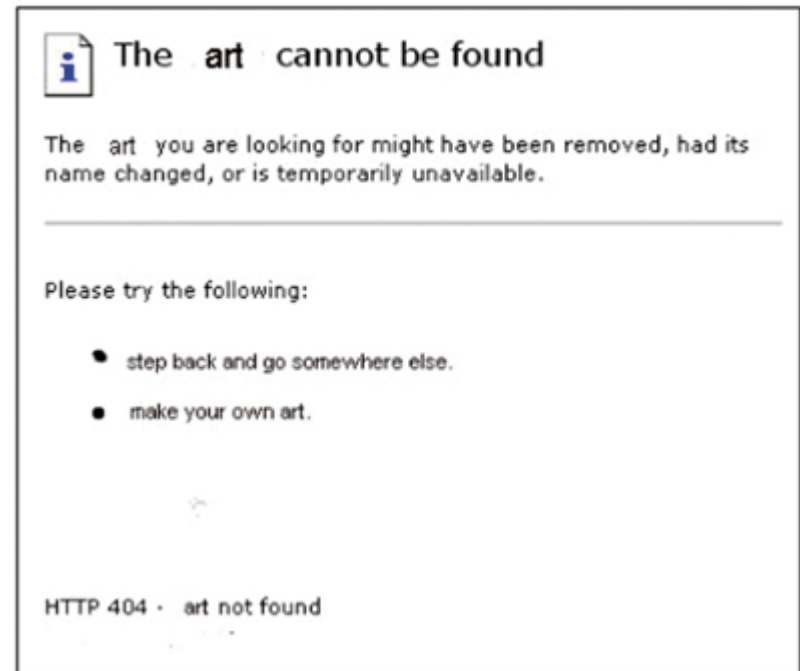 The art cannot be found
The art you are looking for might have been removed, had its
name changed, or is temporarily unavailable.
Please try the following:
• step back and go somewhere else.
• make your own art.
HTTP 404 · art not found